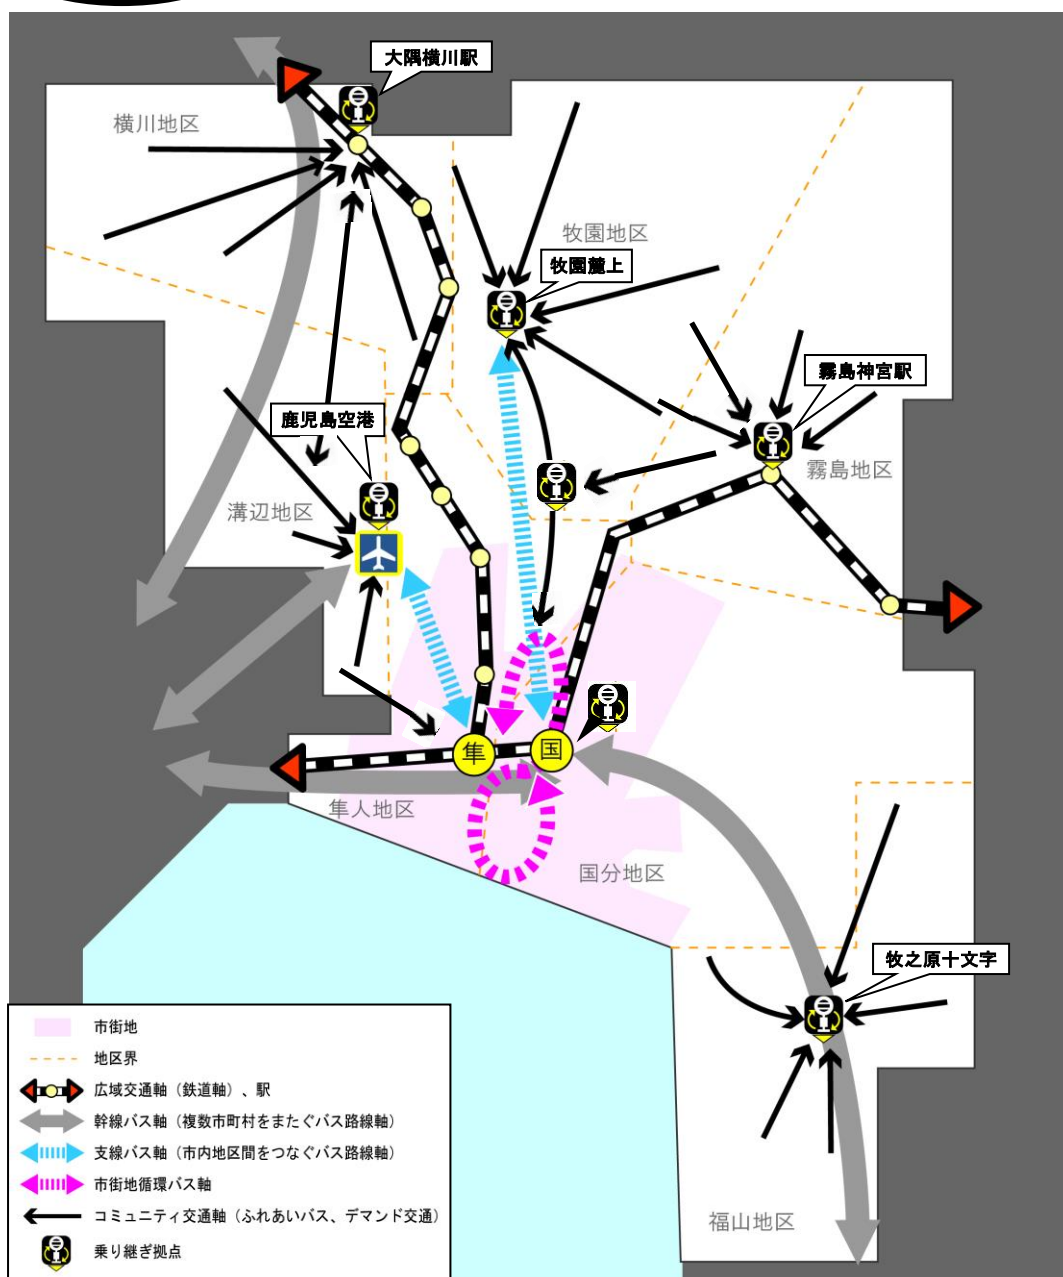 大隅横川駅
横川地区
牧園地区
牧園麓上
霧島神宮駅
鹿児島空港
霧島地区
溝辺地区
隼
国
隼人地区
国分地区
牧之原十文字
福山地区
市街地
地区界
広域交通軸（鉄道軸）、駅
幹線バス軸（複数市町村をまたぐバス路線軸）
支線バス軸（市内地区間をつなぐバス路線軸）
市街地循環バス軸
コミュニティ交通軸（ふれあいバス、デマンド交通）
乗り継ぎ拠点